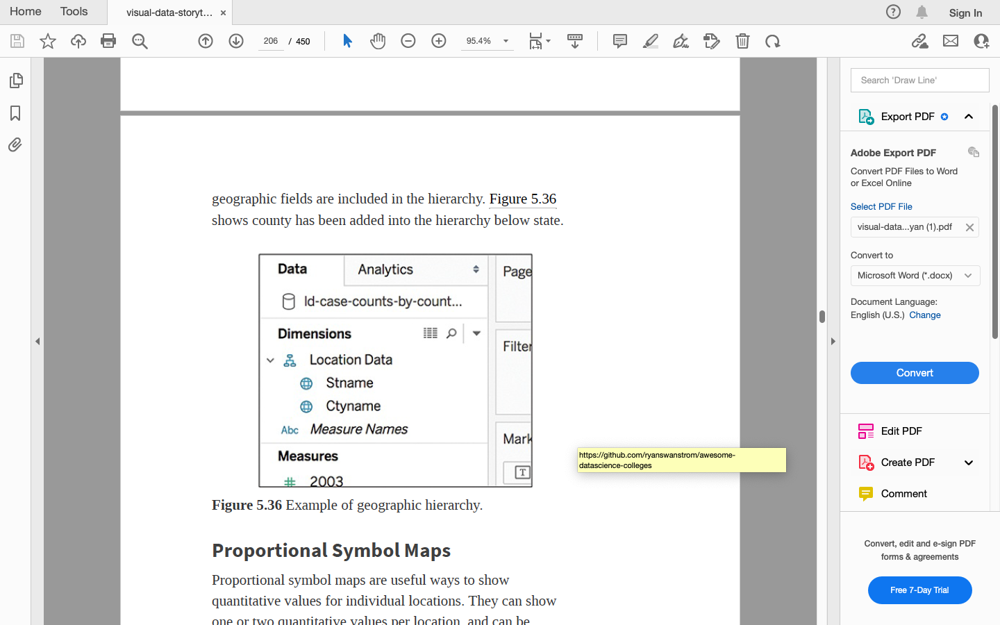 Home
Tools
visual-data-storyt...
Sign In
206 / 450
95.4%
geographic fields are included in the hierarchy. Figure 5.36
shows county has been added into the hierarchy below state.
Data
Analytics
Page
ld-case-counts-by-count...
Dimensions
Filter
Location Data
Stname
Ctyname
Abc Measure Names
Mark
Measures
T
# 2003
https://github.com/ryanswanstrom/awesome-
datascience-colleges
Figure 5.36 Example of geographic hierarchy.
Proportional Symbol Maps
Proportional symbol maps are useful ways to show
quantitative values for individual locations. They can show
one or two quantitative values per location, and can be
Search 'Draw Line'
Export PDF
Adobe Export PDF
Convert PDF Files to Word
or Excel Online
Select PDF File
visual-data...yan (1).pdf
Convert to
Microsoft Word (*.docx)
Document Language:
English (U.S.) Change
Convert
Edit PDF
Create PDF
Comment
Convert, edit and e-sign PDF
forms & agreements
Free 7-Day Trial